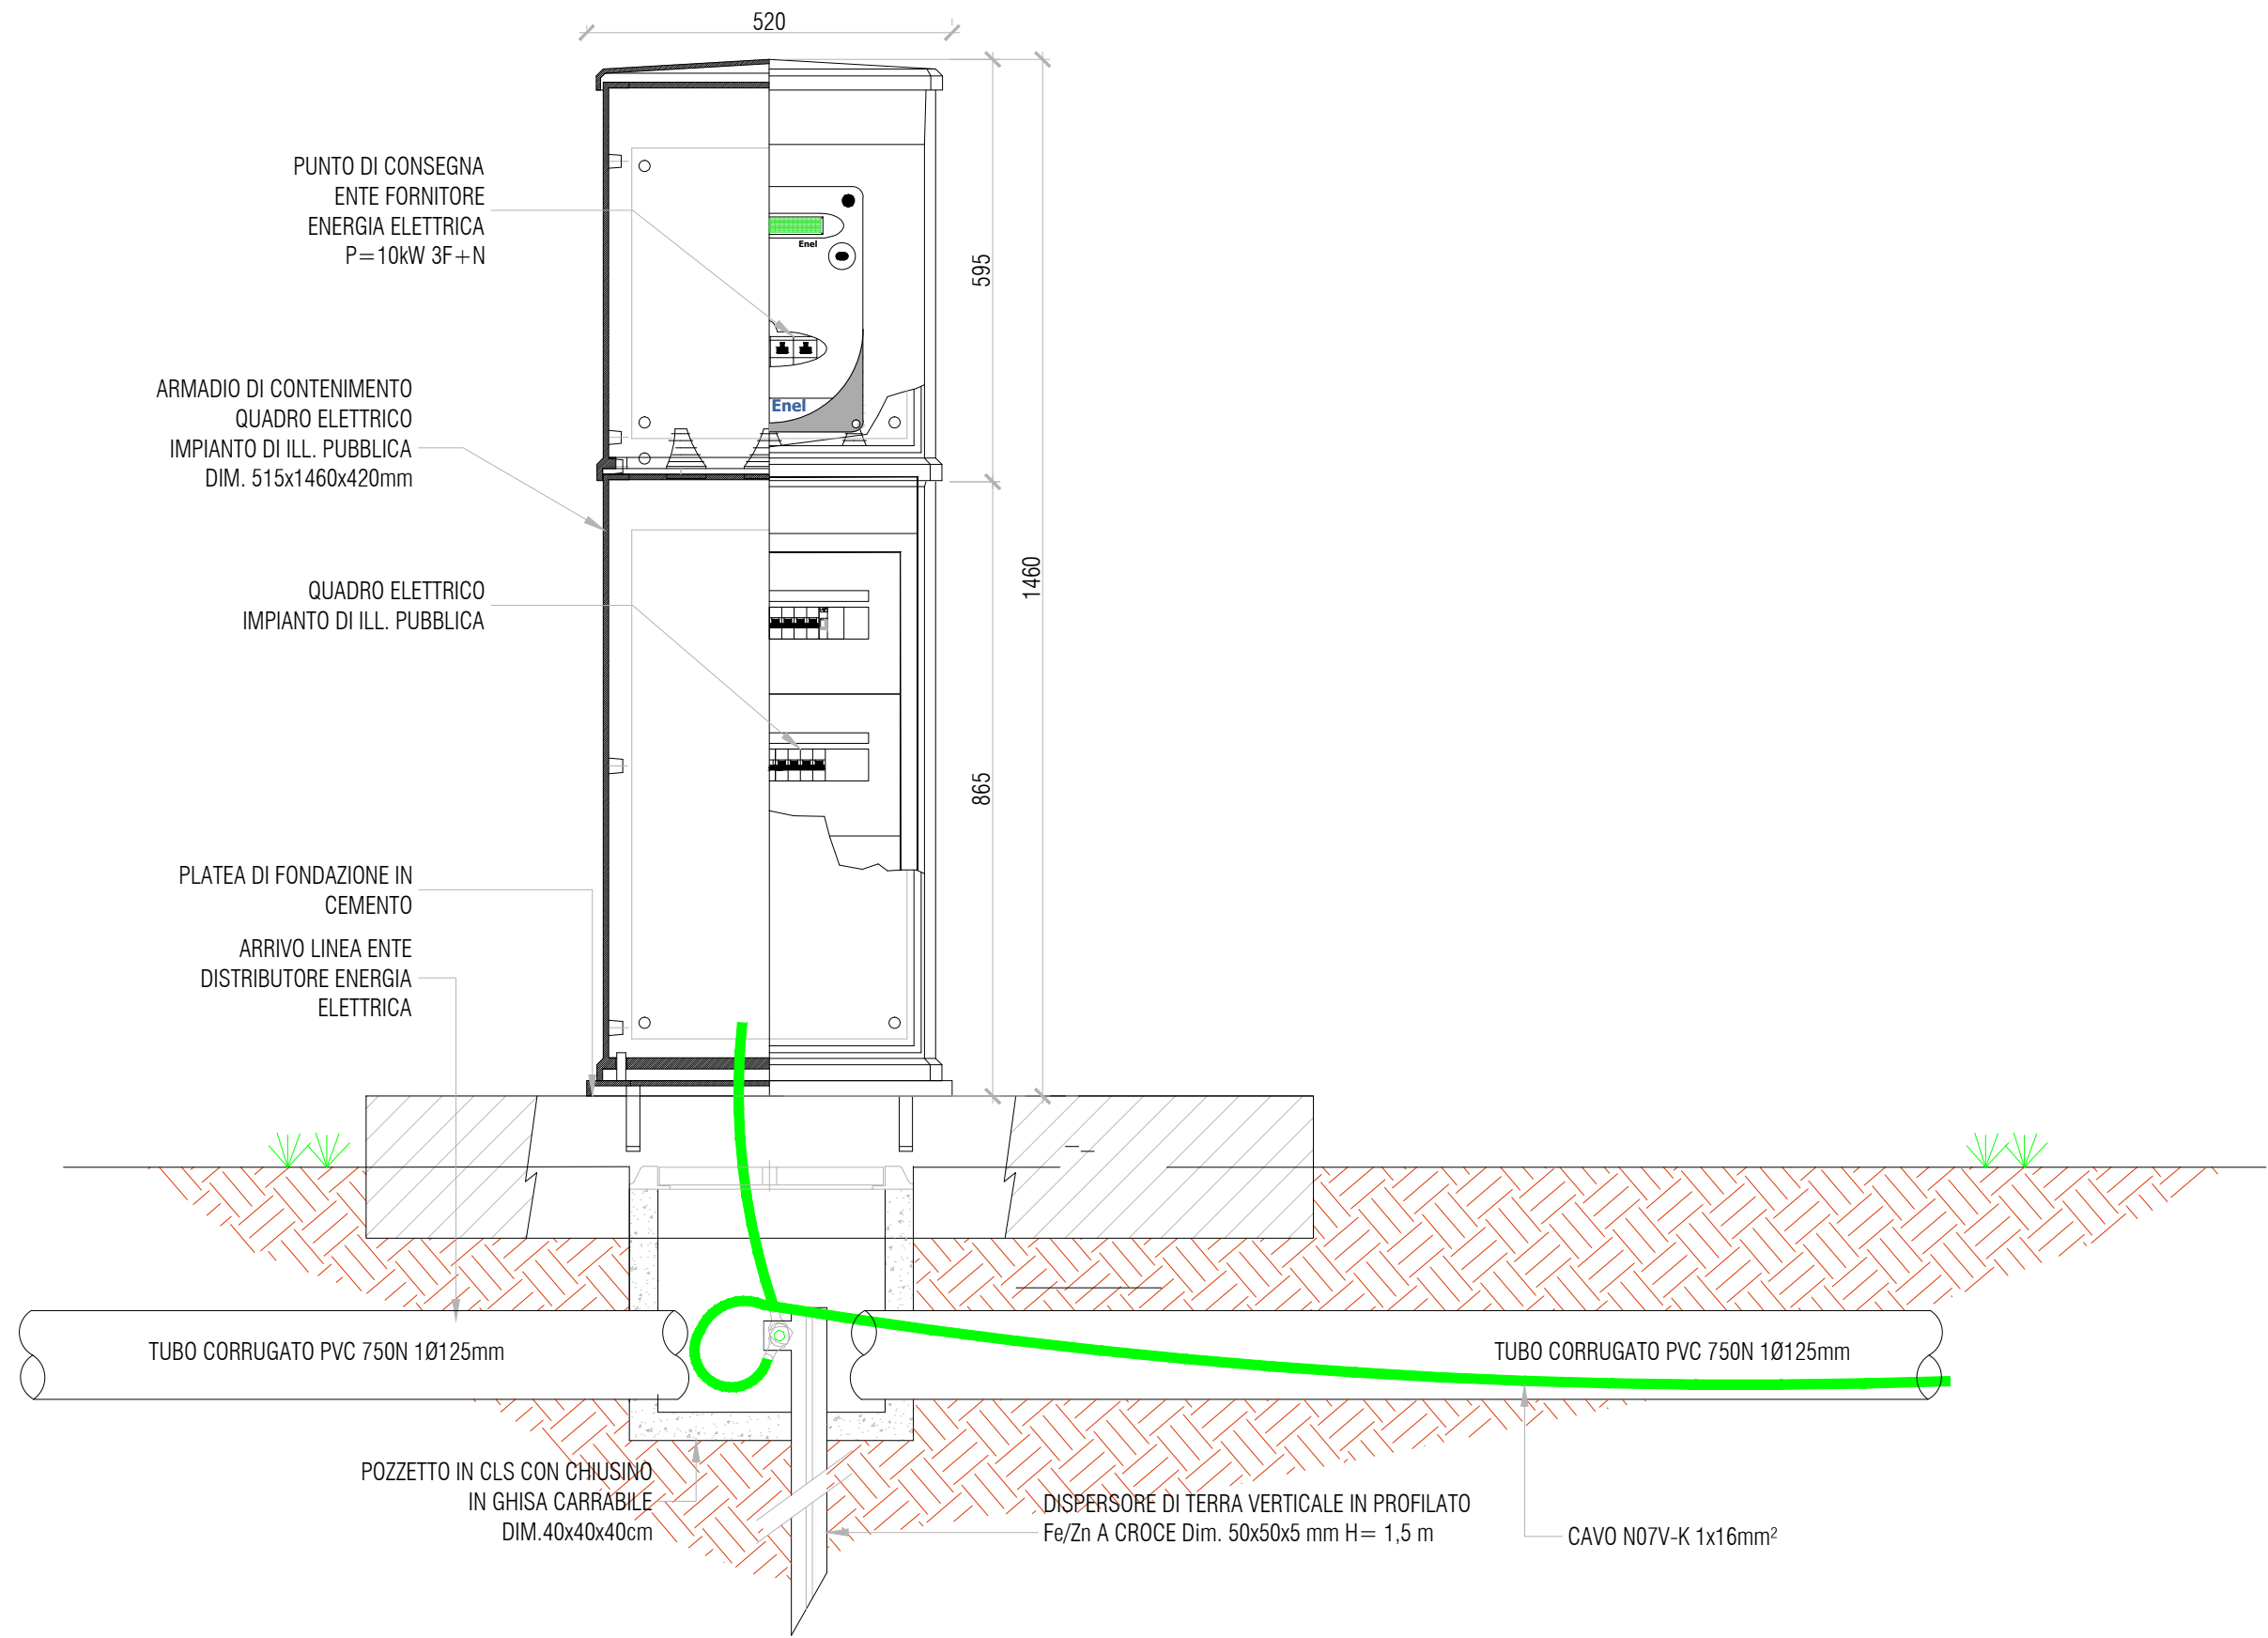 520
PUNTO DI CONSEGNA
ENTE FORNITORE
ENERGIA ELETTRICA
P=10kW 3F+N
Enel
595
ARMADIO DI CONTENIMENTO
QUADRO ELETTRICO
IMPIANTO DI ILL. PUBBLICA
DIM. 515x1460x420mm
Enel
1460
QUADRO ELETTRICO
IMPIANTO DI ILL. PUBBLICA
865
PLATEA DI FONDAZIONE IN
CEMENTO
ARRIVO LINEA ENTE
DISTRIBUTORE ENERGIA
ELETTRICA
TUBO CORRUGATO PVC 750N 1Ø125mm
TUBO CORRUGATO PVC 750N 1Ø125mm
POZZETTO IN CLS CON CHIUSINO
IN GHISA CARRABILE
DIM.40x40x40cm
DISPERSORE DI TERRA VERTICALE IN PROFILATO
Fe/Zn A CROCE Dim. 50x50x5 mm H= 1,5 m
CAVO N07V-K 1x16mm²